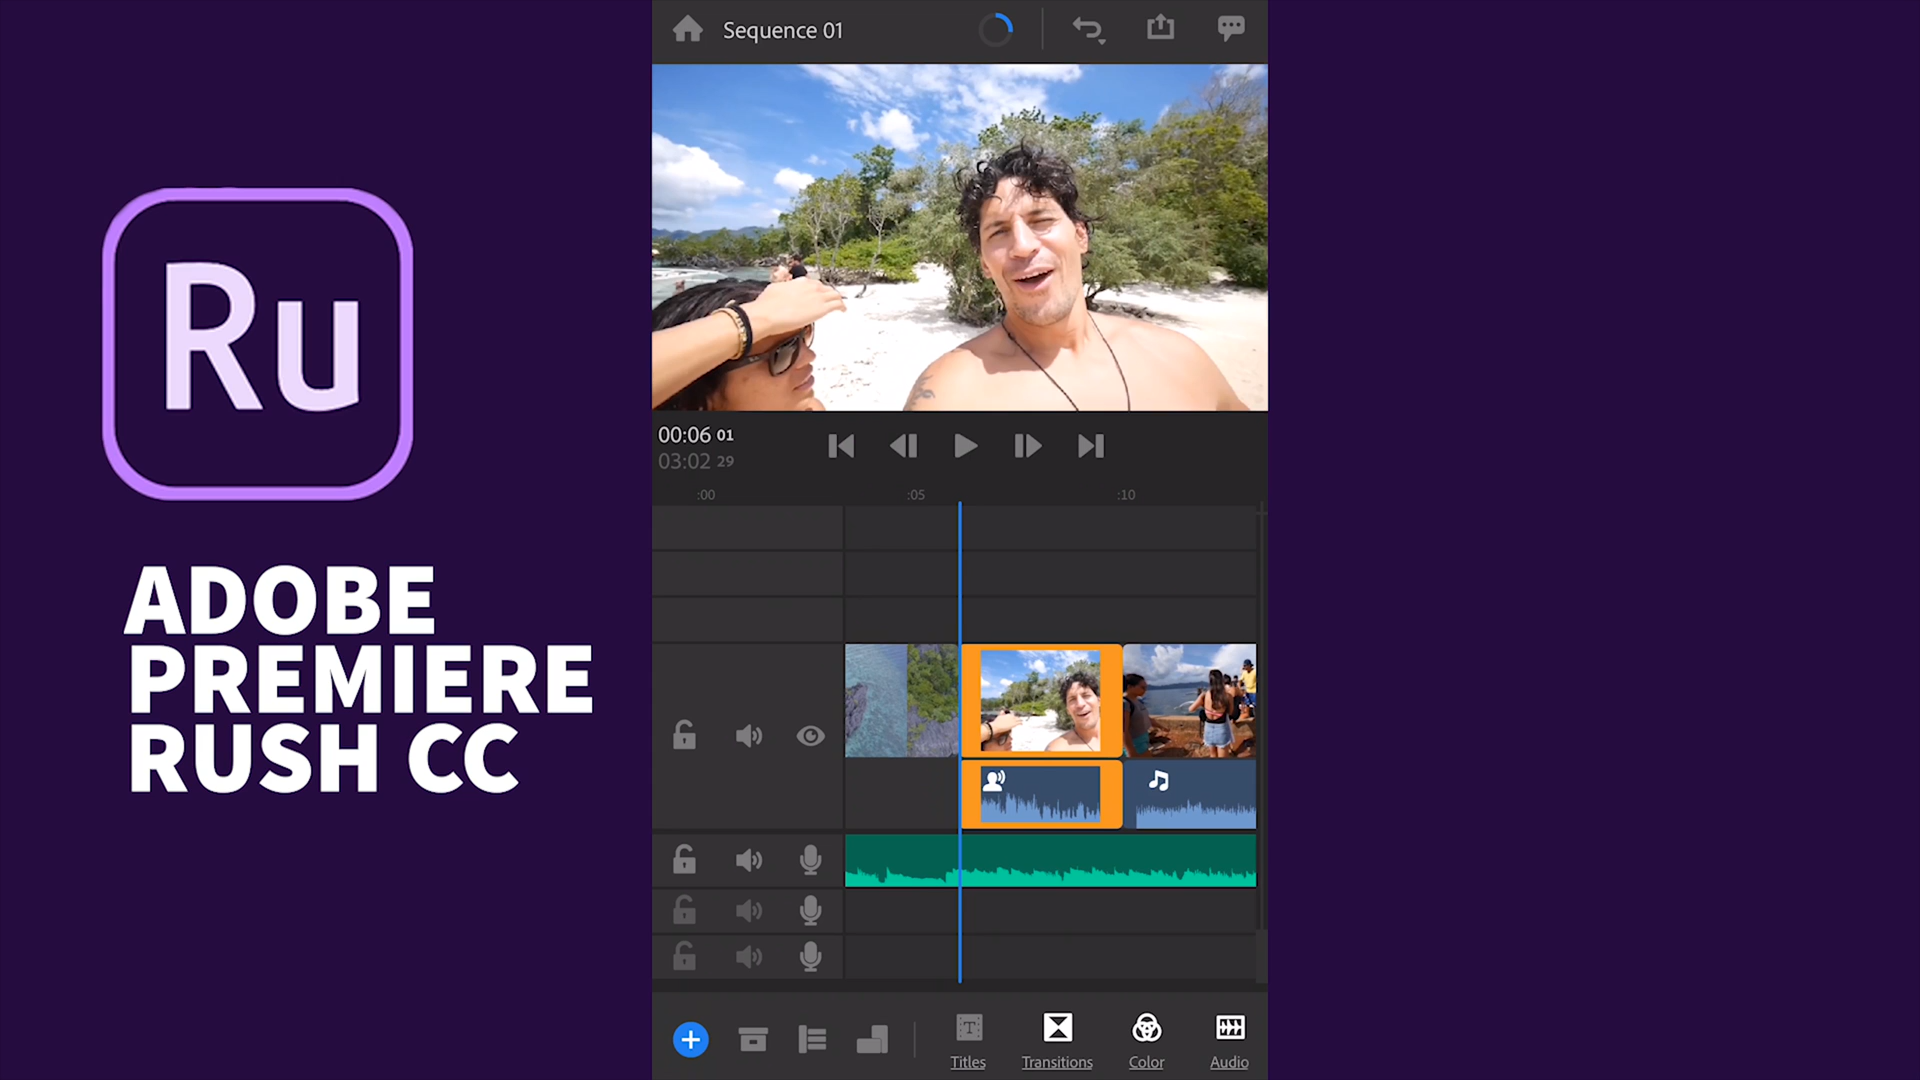 Ru
ADOBE
PREMIERE
RUSH CC
Sequence 01
00:06 01
03:02 29
:00 :05 :10
Titles Transitions Color Audio